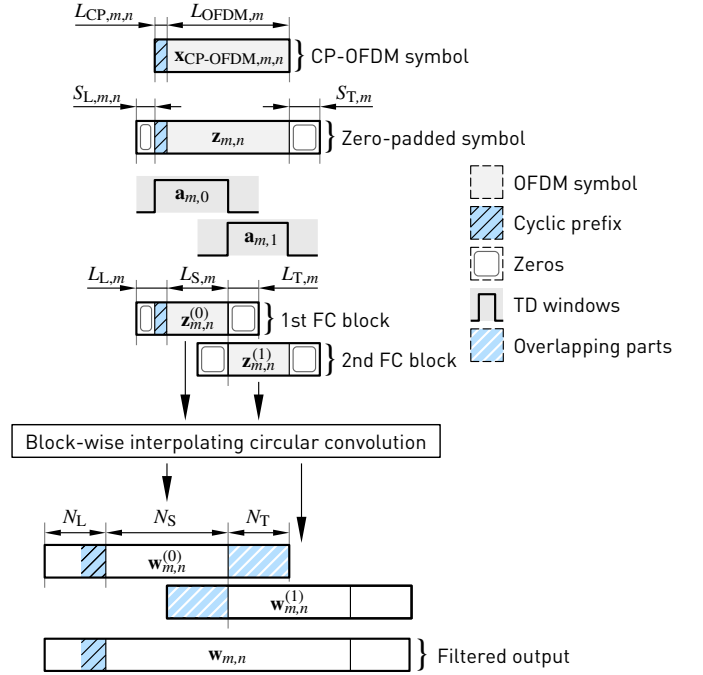 L_CP,m,n L_OFDM,m
x_CP-OFDM,m,n
CP-OFDM symbol
S_L,m,n S_T,m
z_m,n
Zero-padded symbol
a_m,0
a_m,1
OFDM symbol
Cyclic prefix
Zeros
TD windows
Overlapping parts
L_L,m L_S,m L_T,m
z_m,n^(0)
1st FC block
z_m,n^(1)
2nd FC block
Block-wise interpolating circular convolution
N_L N_S N_T
w_m,n^(0)
w_m,n^(1)
w_m,n
Filtered output